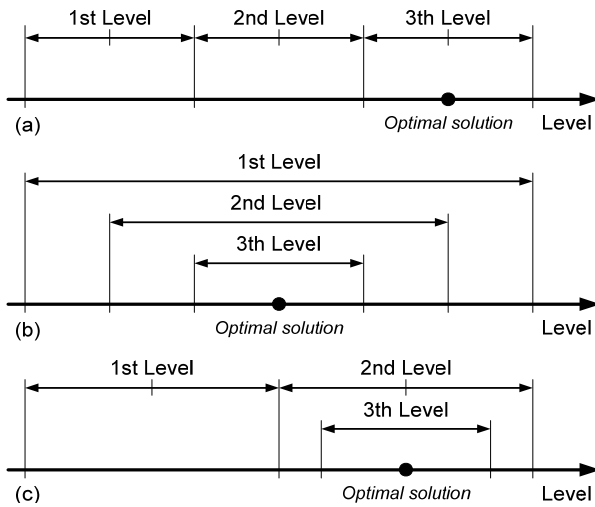 1st Level 2nd Level 3th Level
(a) Optimal solution Level
1st Level
2nd Level
3th Level
(b) Optimal solution Level
1st Level 2nd Level
3th Level
(c) Optimal solution Level